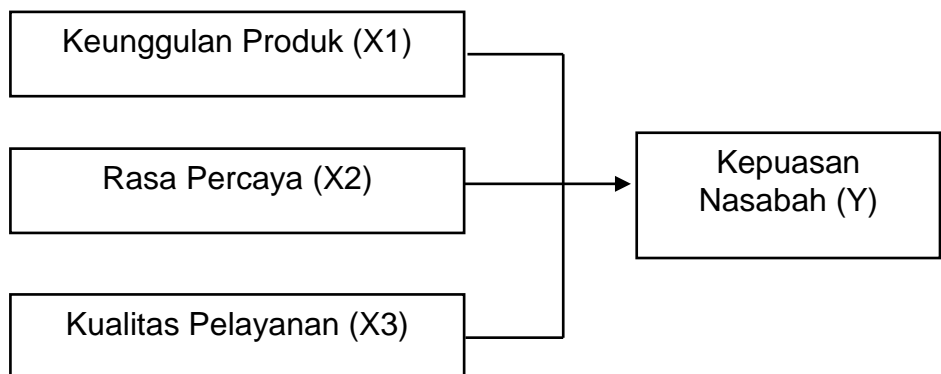 Keunggulan Produk (X1)
Rasa Percaya (X2)
Kepuasan
Nasabah (Y)
Kualitas Pelayanan (X3)